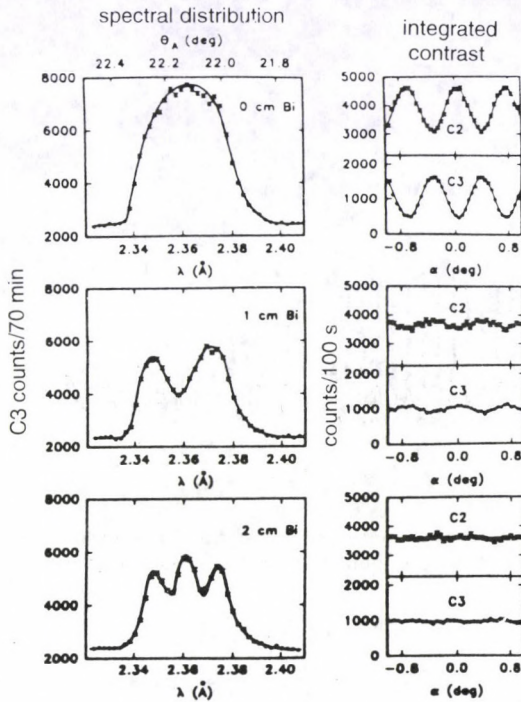 spectral distribution
integrated
contrast
θA (deg)
22.4 22.2 22.0 21.8
8000
6000
4000
2000
0 cm Bi
2.34 2.36 2.38 2.40
λ (Å)
5000
4000
3000
C2
2000
1000
0
C3
-0.8 0.0 0.8
α (deg)
C3 counts/70 min
8000
6000
4000
2000
1 cm Bi
2.34 2.36 2.38 2.40
λ (Å)
counts/100 s
5000
4000
3000
C2
2000
1000
0
C3
-0.8 0.0 0.8
α (deg)
8000
6000
4000
2000
2 cm Bi
2.34 2.36 2.38 2.40
λ (Å)
5000
4000
3000
C2
2000
1000
0
C3
-0.8 0.0 0.8
α (deg)